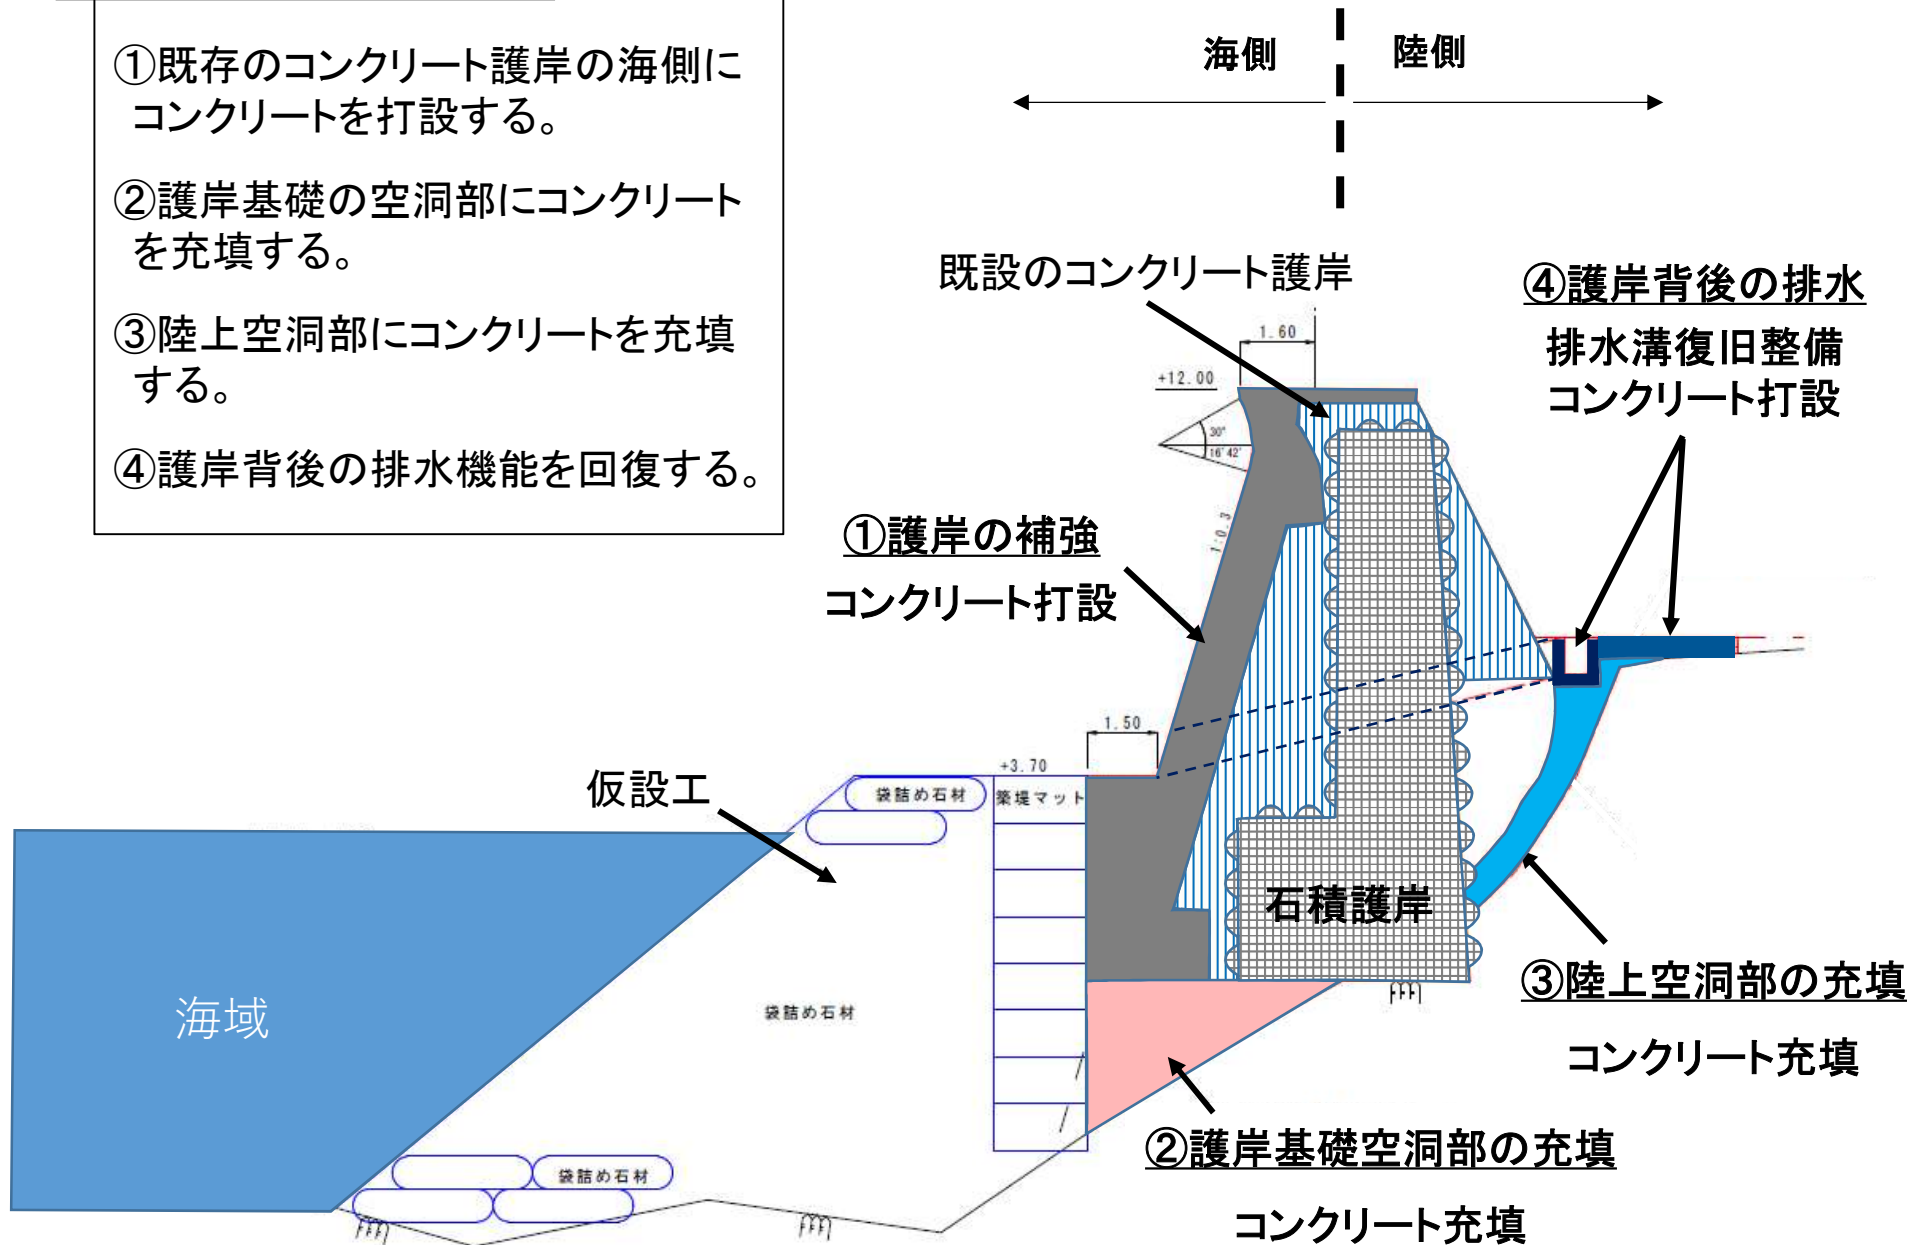 ①既存のコンクリート護岸の海側に
コンクリートを打設する。
②護岸基礎の空洞部にコンクリート
を充填する。
③陸上空洞部にコンクリートを充填
する。
④護岸背後の排水機能を回復する。
海側
陸側
既設のコンクリート護岸
④護岸背後の排水
排水溝復旧整備
コンクリート打設
1.60
+12.00
30°
16°42'
1:0.3
①護岸の補強
コンクリート打設
1.50
+3.70
仮設工
袋詰め石材
築堤マット
石積護岸
海域
袋詰め石材
③陸上空洞部の充填
コンクリート充填
②護岸基礎空洞部の充填
コンクリート充填
袋詰め石材